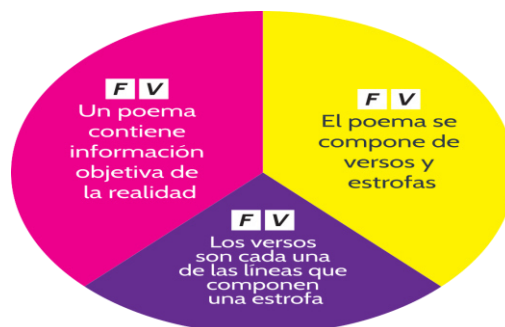 F V
Un poema
contiene
información
objetiva de
la realidad
F V
El poema se
compone de
versos y
estrofas
F V
Los versos
son cada una
de las líneas que
componen
una estrofa